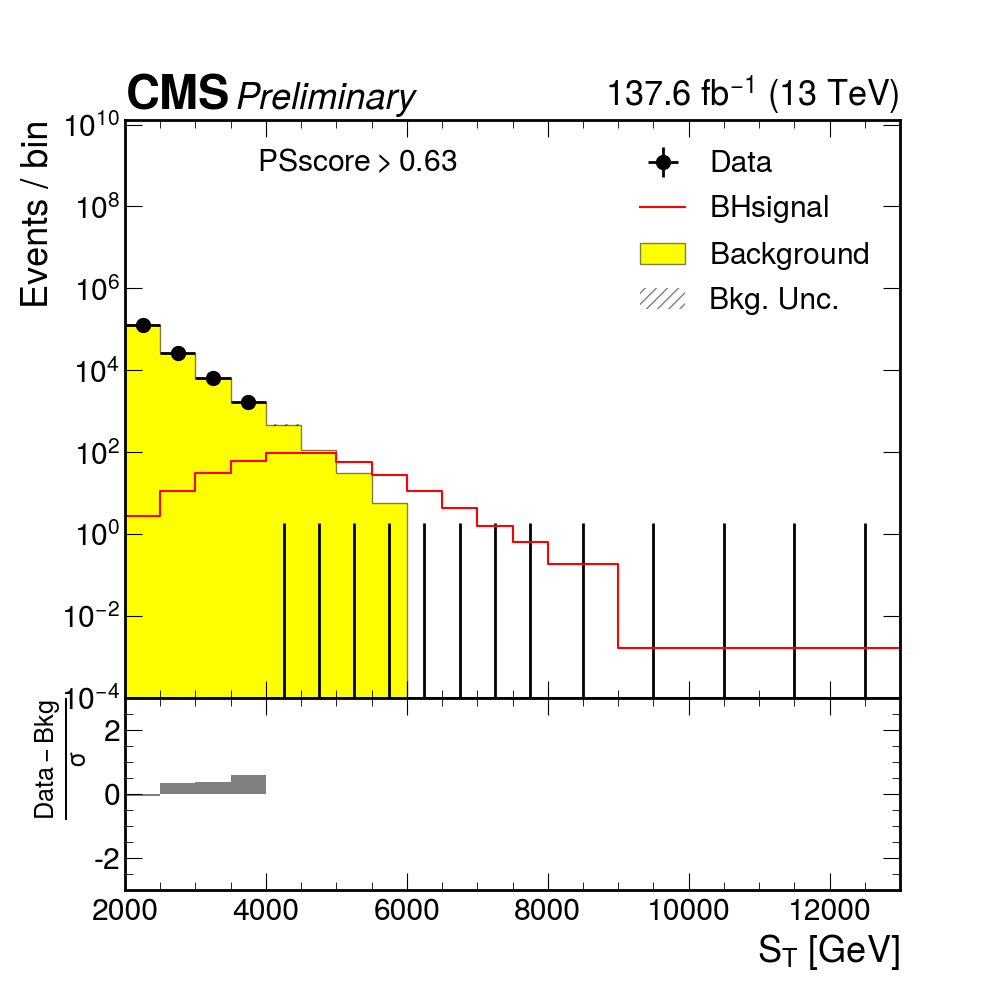 CMS Preliminary 137.6 fb⁻¹ (13 TeV)
Events / bin
PSscore > 0.63
Data
BHsignal
Background
Bkg. Unc.
10¹⁰
10⁸
10⁶
10⁴
10²
10⁰
10⁻²
10⁻⁴
Data − Bkg
σ
2
0
-2
2000 4000 6000 8000 10000 12000
S_T [GeV]